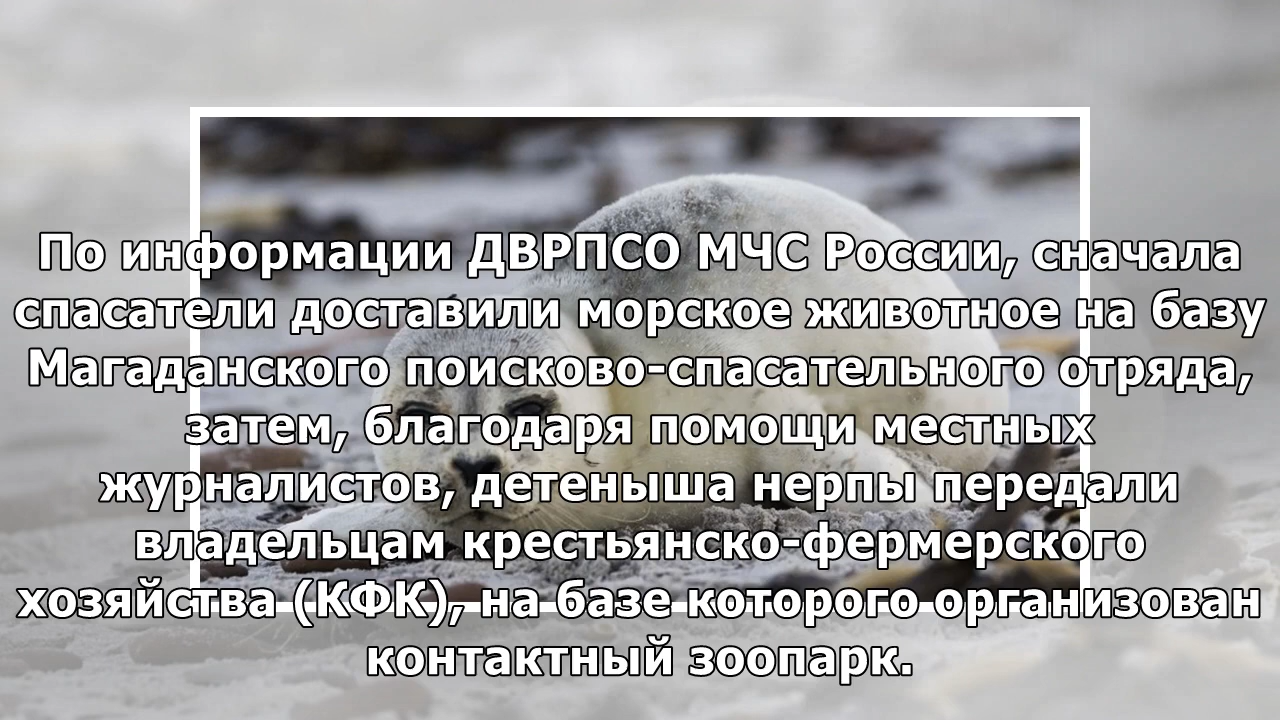 По информации ДВРПСО МЧС России, сначала
спасатели доставили морское животное на базу
Магаданского поисково-спасательного отряда,
затем, благодаря помощи местных
журналистов, детеныша нерпы передали
владельцам крестьянско-фермерского
хозяйства (КФК), на базе которого организован
контактный зоопарк.